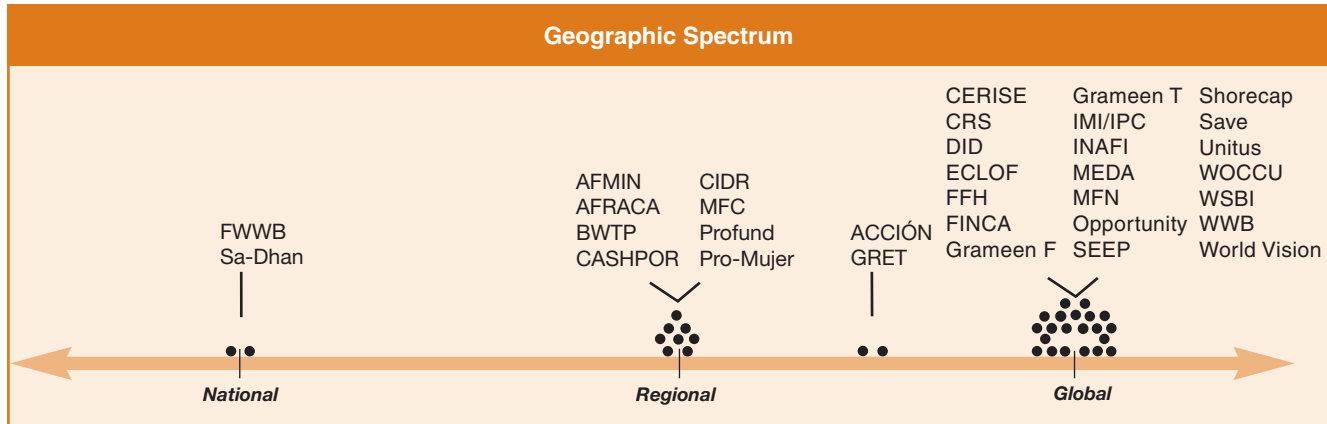 Geographic Spectrum
FWWB
Sa-Dhan
AFMIN
AFRACA
BWTP
CASHPOR
CIDR
MFC
Profund
Pro-Mujer
ACCIÓN
GRET
CERISE
CRS
DID
ECLOF
FFH
FINCA
Grameen F
Grameen T
IMI/IPC
INAFI
MEDA
MFN
Opportunity
SEEP
Shorecap
Save
Unitus
WOCCU
WSBI
WWB
World Vision
National
Regional
Global